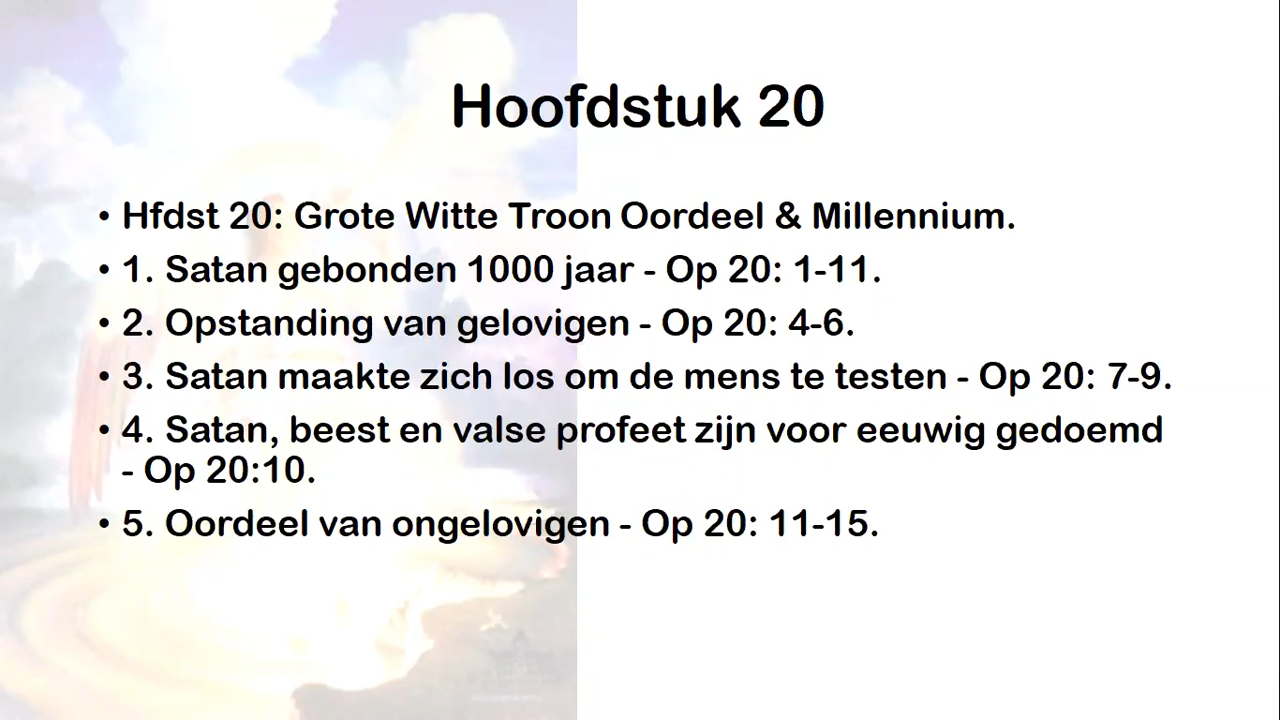 Hoofdstuk 20
• Hfdst 20: Grote Witte Troon Oordeel & Millennium.
• 1. Satan gebonden 1000 jaar - Op 20: 1-11.
• 2. Opstanding van gelovigen - Op 20: 4-6.
• 3. Satan maakte zich los om de mens te testen - Op 20: 7-9.
• 4. Satan, beest en valse profeet zijn voor eeuwig gedoemd
- Op 20:10.
• 5. Oordeel van ongelovigen - Op 20: 11-15.